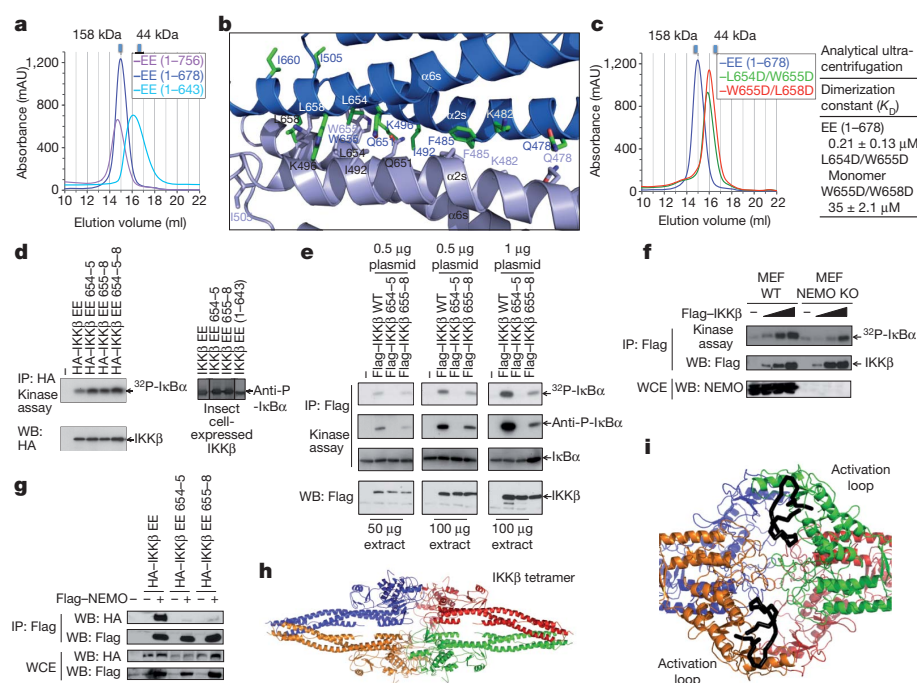 a
158 kDa 44 kDa
Absorbance (mAU)
1,200
800
400
0
EE (1–756)
EE (1–678)
EE (1–643)
10 12 14 16 18 20 22
Elution volume (ml)
b
I660
I505
α6s
L658
L654
L658
W655
L654
Q651
K496
K496
I492
Q651
I492
α2s
F485
F485
K482
K482
Q478
Q478
α2s
α6s
I505
c
158 kDa 44 kDa
Absorbance (mAU)
1,200
800
400
0
EE (1–678)
L654D/W655D
W655D/L658D
10 12 14 16 18 20 22
Elution volume (ml)
Analytical ultra-
centrifugation
Dimerization
constant (KD)
EE (1–678)
0.21 ± 0.13 μM
L654D/W655D
Monomer
W655D/W658D
35 ± 2.1 μM
d
–
HA–IKKβ EE
HA–IKKβ EE 654–5
HA–IKKβ EE 655–8
HA–IKKβ EE 654–5–8
IP: HA
Kinase
assay
32P-IκBα
WB:
HA
IKKβ
IKKβ EE
IKKβ EE 654–5
IKKβ EE 655–8
IKKβ EE (1–643)
Anti-P
-IκBα
Insect
cell-
expressed
IKKβ
e
0.5 μg
plasmid
0.5 μg
plasmid
1 μg
plasmid
–
Flag–IKKβ WT
Flag–IKKβ 654–5
Flag–IKKβ 655–8
–
Flag–IKKβ WT
Flag–IKKβ 654–5
Flag–IKKβ 655–8
–
Flag–IKKβ WT
Flag–IKKβ 654–5
Flag–IKKβ 655–8
IP: Flag
Kinase
assay
32P-IκBα
Anti-P-IκBα
IκBα
WB: Flag
IKKβ
50 μg
extract
100 μg
extract
100 μg
extract
f
MEF
WT
MEF
NEMO KO
Flag–IKKβ – –
IP: Flag
Kinase
assay
32P-IκBα
WB: Flag
IKKβ
WCE
WB: NEMO
g
–
HA–IKKβ EE
HA–IKKβ EE 654–5
HA–IKKβ EE 655–8
Flag–NEMO – – + – + – +
IP: Flag
WB: HA
WB: Flag
WCE
WB: HA
WB: Flag
h
IKKβ tetramer
i
Activation
loop
Activation
loop